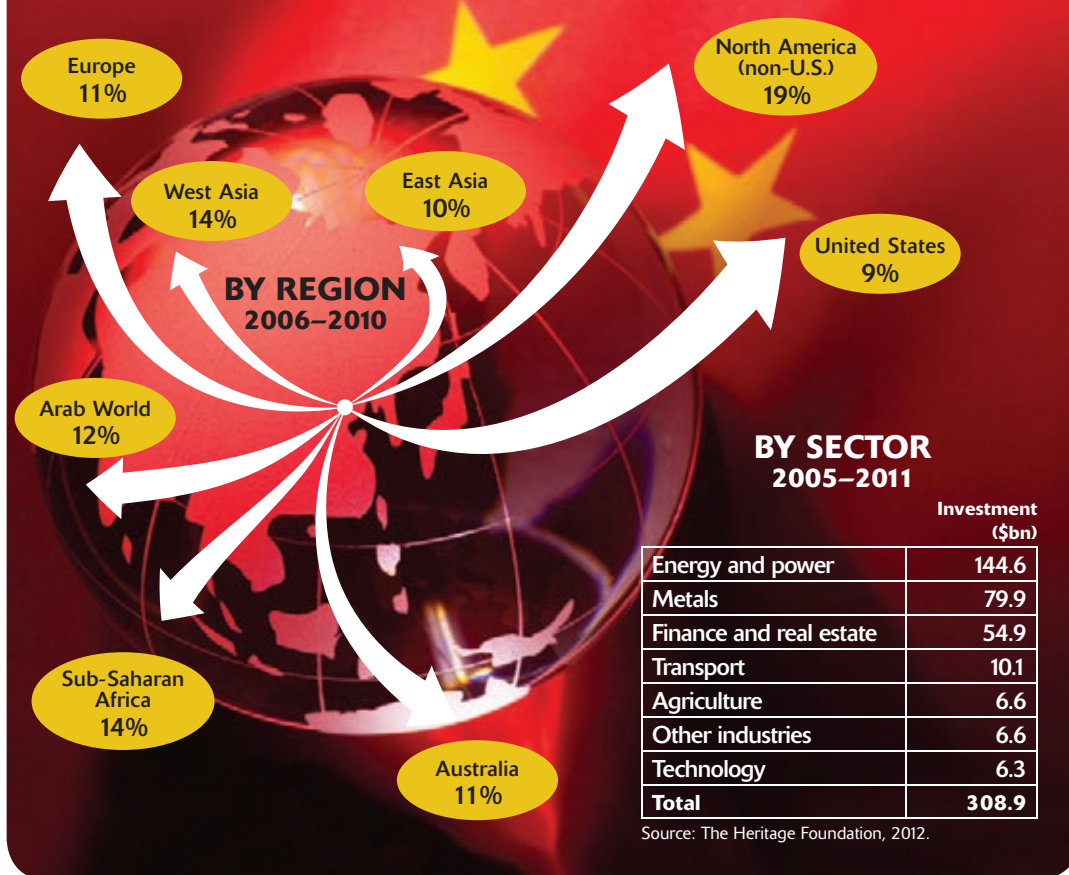 Europe
11%
North America
(non-U.S.)
19%
West Asia
14%
East Asia
10%
United States
9%
BY REGION
2006–2010
Arab World
12%
Sub-Saharan
Africa
14%
Australia
11%
BY SECTOR
2005–2011
Investment
($bn)
Energy and power 144.6
Metals 79.9
Finance and real estate 54.9
Transport 10.1
Agriculture 6.6
Other industries 6.6
Technology 6.3
Total 308.9
Source: The Heritage Foundation, 2012.